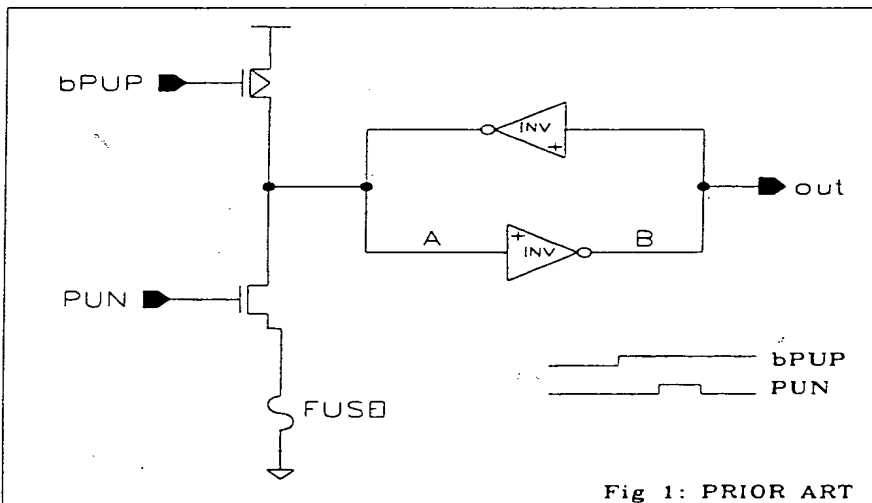 bPUP
INV
out
A
INV
B
PUN
FUSE
bPUP
PUN
Fig 1: PRIOR ART